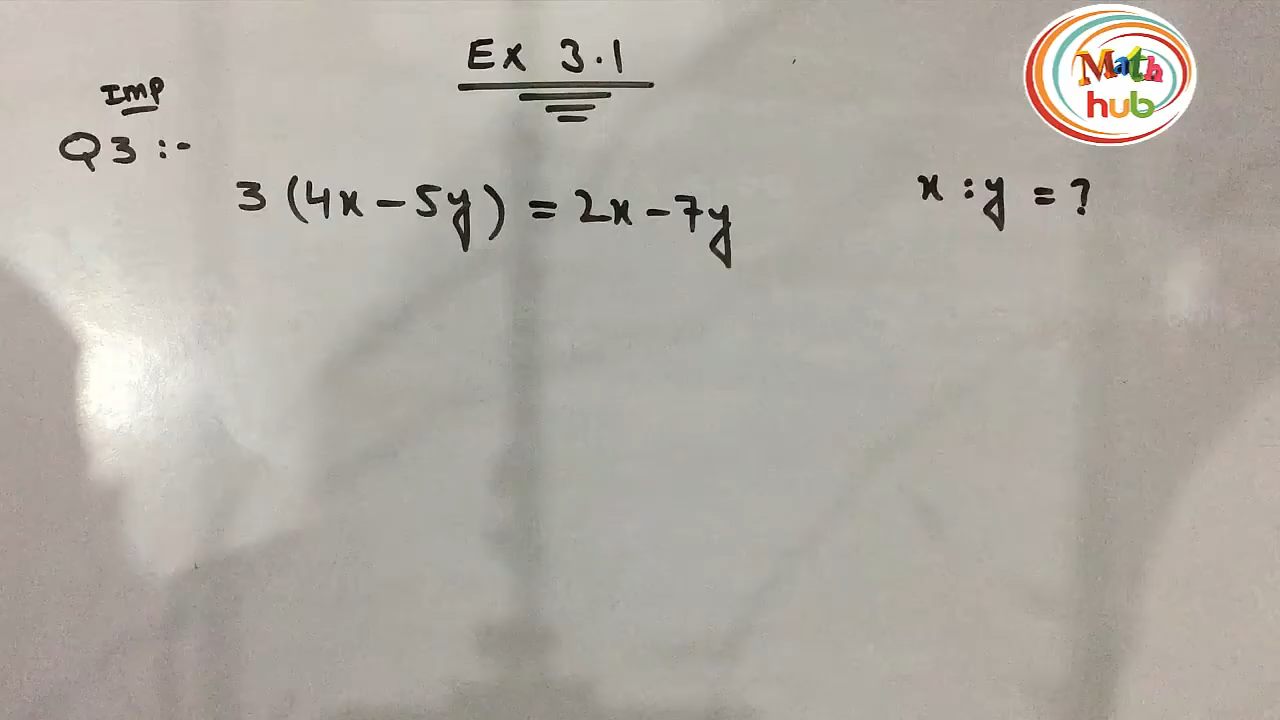 Ex 3.1
Math
hub
Imp
Q3 :-
3 (4x - 5y) = 2x - 7y
x : y = ?